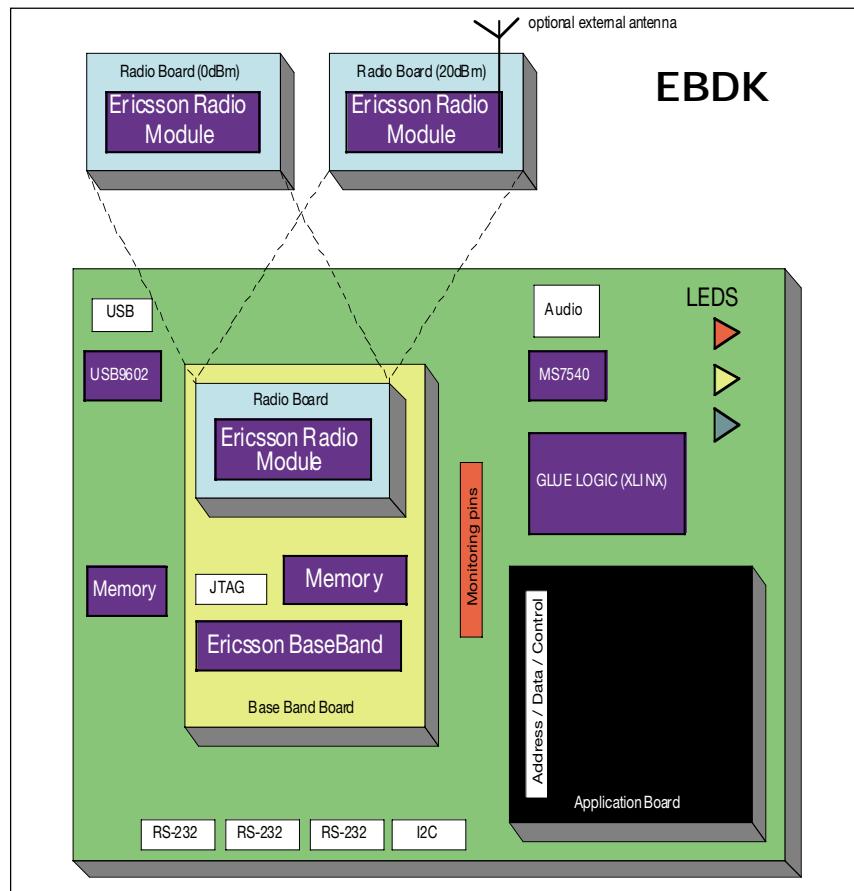 optional external antenna
Radio Board (0dBm)
Ericsson Radio
Module
Radio Board (20dBm)
Ericsson Radio
Module
EBDK
USB
USB9602
Audio
MS7540
LEDS
Radio Board
Ericsson Radio
Module
GLUE LOGIC (XLINX)
Monitoring pins
Memory
JTAG
Memory
Ericsson BaseBand
Base Band Board
Address / Data / Control
Application Board
RS-232
RS-232
RS-232
I2C